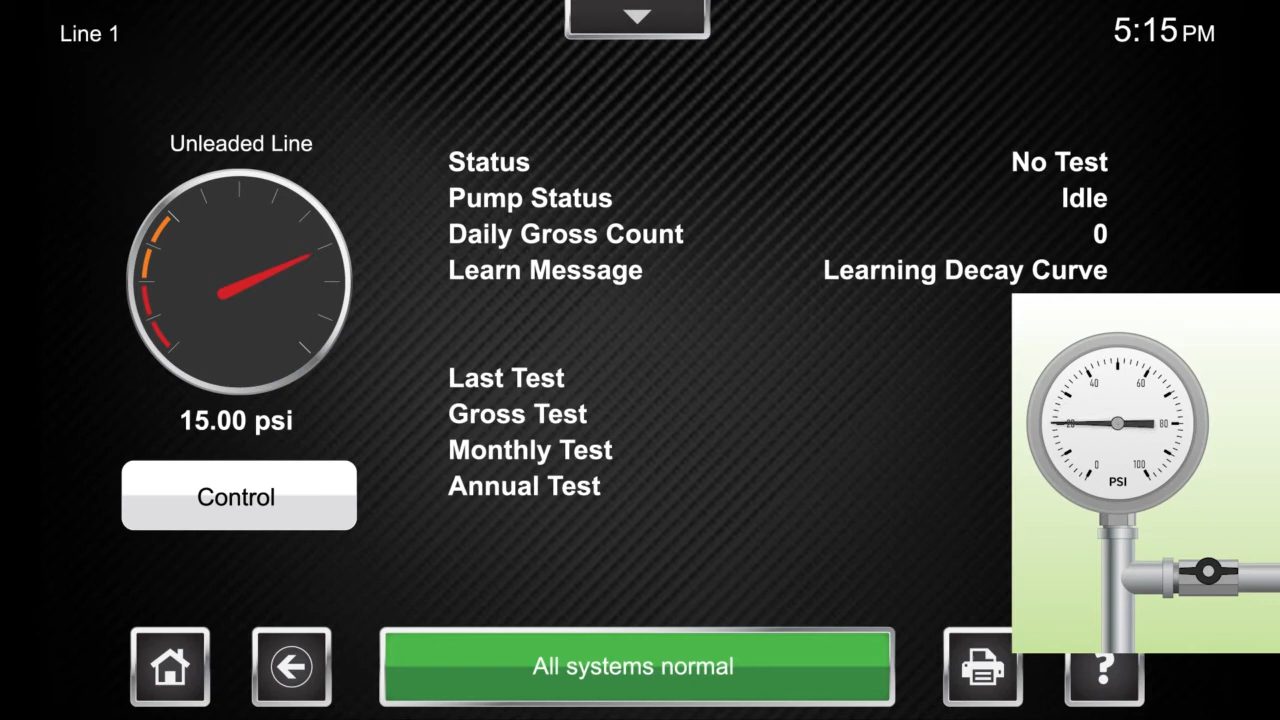 Line 1
5:15 PM
Unleaded Line
15.00 psi
Control
Status No Test
Pump Status Idle
Daily Gross Count 0
Learn Message Learning Decay Curve
Last Test
Gross Test
Monthly Test
Annual Test
40 60
20 80
0 100
PSI
All systems normal
?